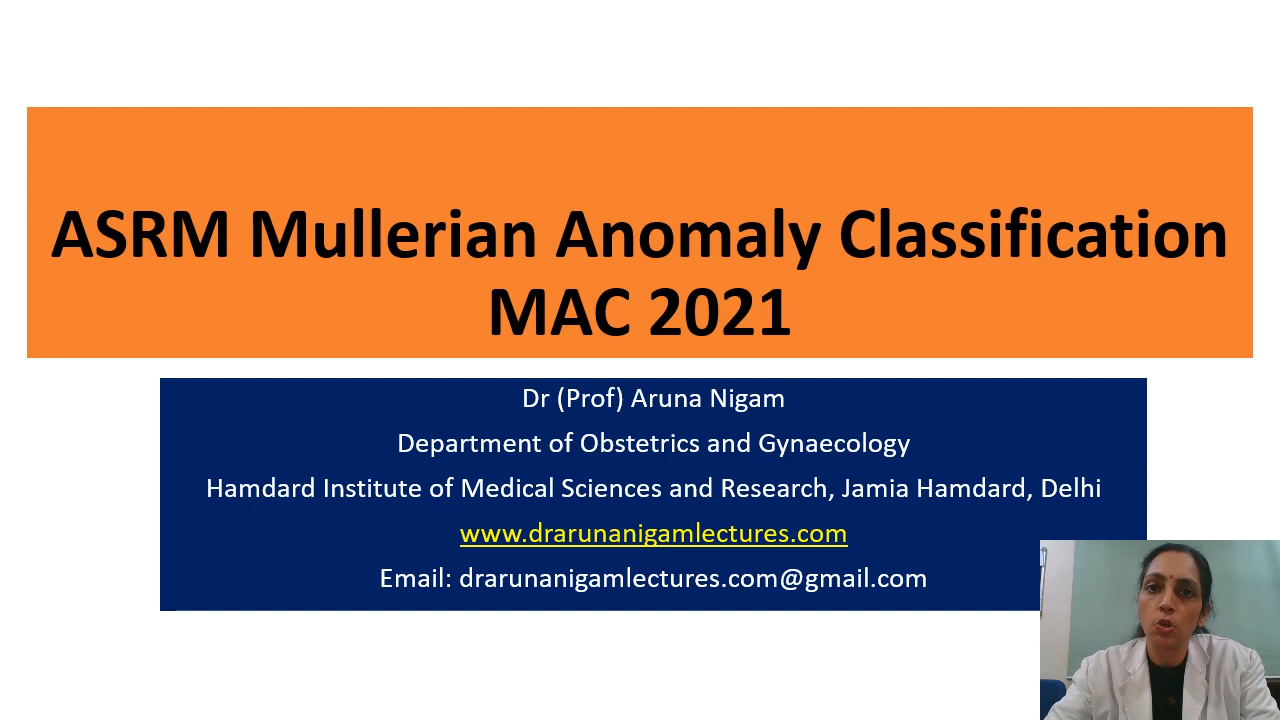 ASRM Mullerian Anomaly Classification
MAC 2021
Dr (Prof) Aruna Nigam
Department of Obstetrics and Gynaecology
Hamdard Institute of Medical Sciences and Research, Jamia Hamdard, Delhi
www.drarunanigamlectures.com
Email: drarunanigamlectures.com@gmail.com